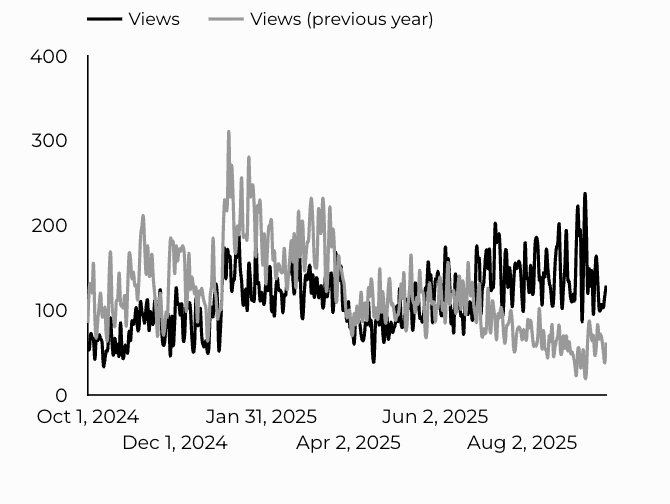 Views Views (previous year)
400
300
200
100
0
Oct 1, 2024 Jan 31, 2025 Jun 2, 2025
Dec 1, 2024 Apr 2, 2025 Aug 2, 2025